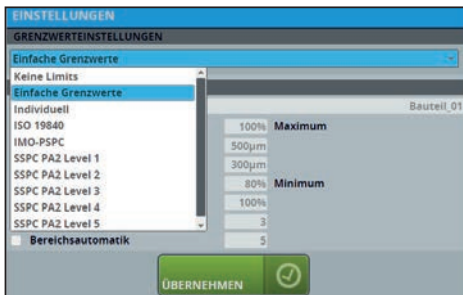 EINSTELLUNGEN
GRENZWERTEINSTELLUNGEN
Einfache Grenzwerte
Keine Limits
Einfache Grenzwerte
Individuell
Bauteil_01
ISO 19840
100% Maximum
IMO-PSPC
500µm
SSPC PA2 Level 1
300µm
SSPC PA2 Level 2
80% Minimum
SSPC PA2 Level 3
100%
SSPC PA2 Level 4
3
SSPC PA2 Level 5
Bereichsautomatik
5
ÜBERNEHMEN